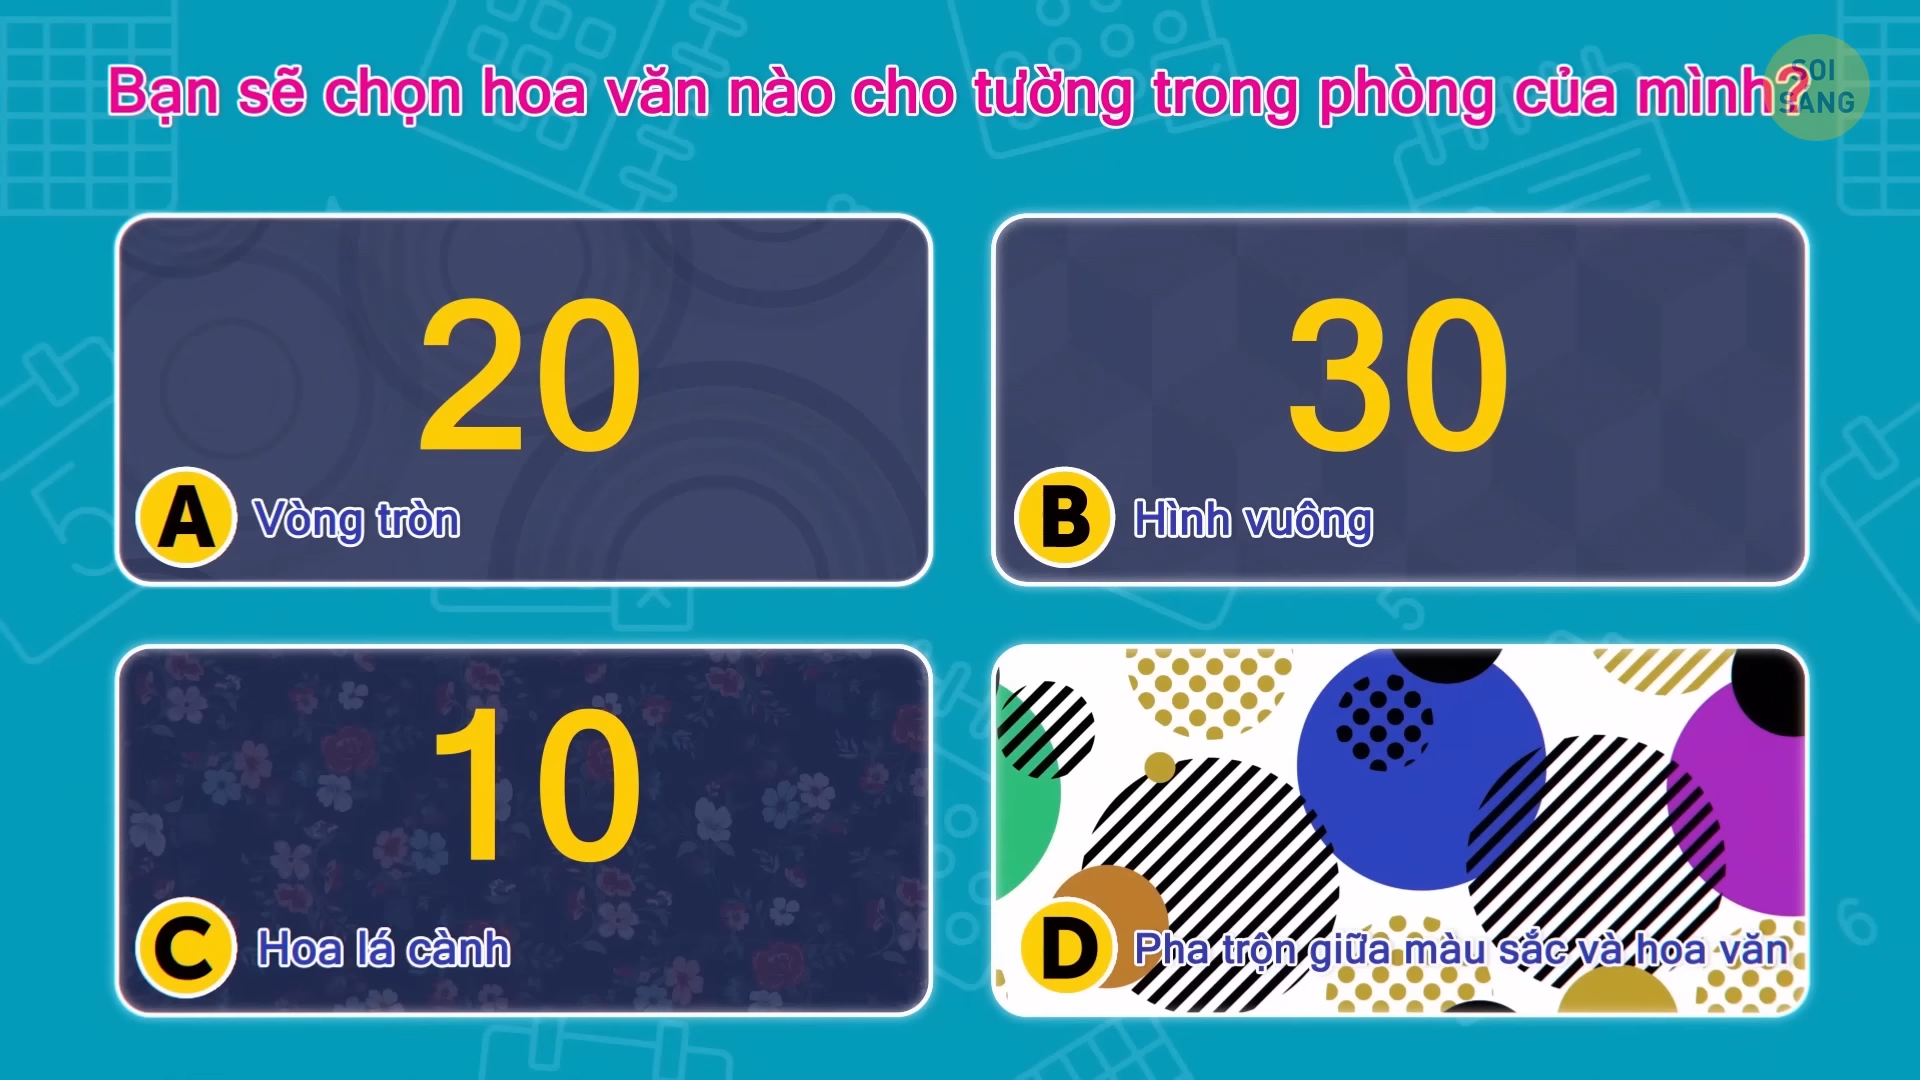 Bạn sẽ chọn hoa văn nào cho tường trong phòng của mình?
SOI
SANG
20
A Vòng tròn
30
B Hình vuông
10
C Hoa lá cành
D Pha trộn giữa màu sắc và hoa văn